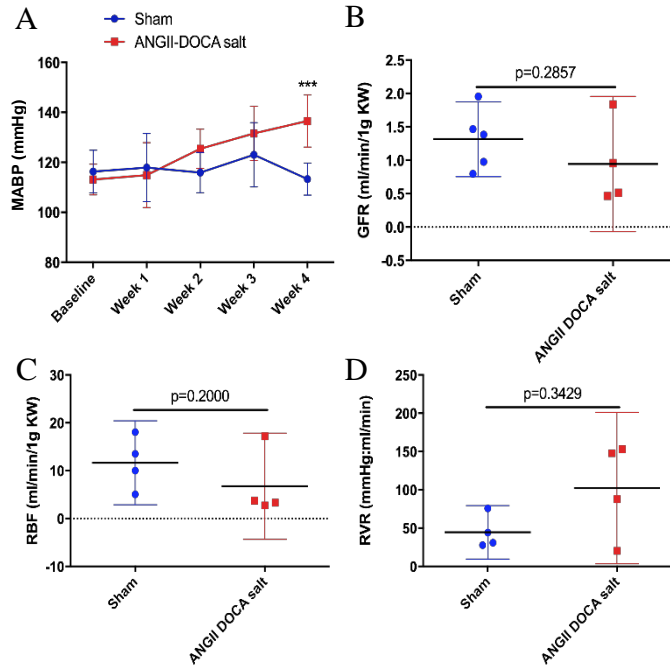 A
Sham
ANGII-DOCA salt
MABP (mmHg)
160
140
120
100
80
***
Baseline
Week 1
Week 2
Week 3
Week 4
B
p=0.2857
GFR (ml/min/1g KW)
2.5
2.0
1.5
1.0
0.5
0.0
-0.5
Sham
ANGII DOCA salt
C
p=0.2000
RBF (ml/min/1g KW)
30
20
10
0
-10
Sham
ANGII DOCA salt
D
p=0.3429
RVR (mmHg:ml/min)
250
200
150
100
50
0
Sham
ANGII DOCA salt